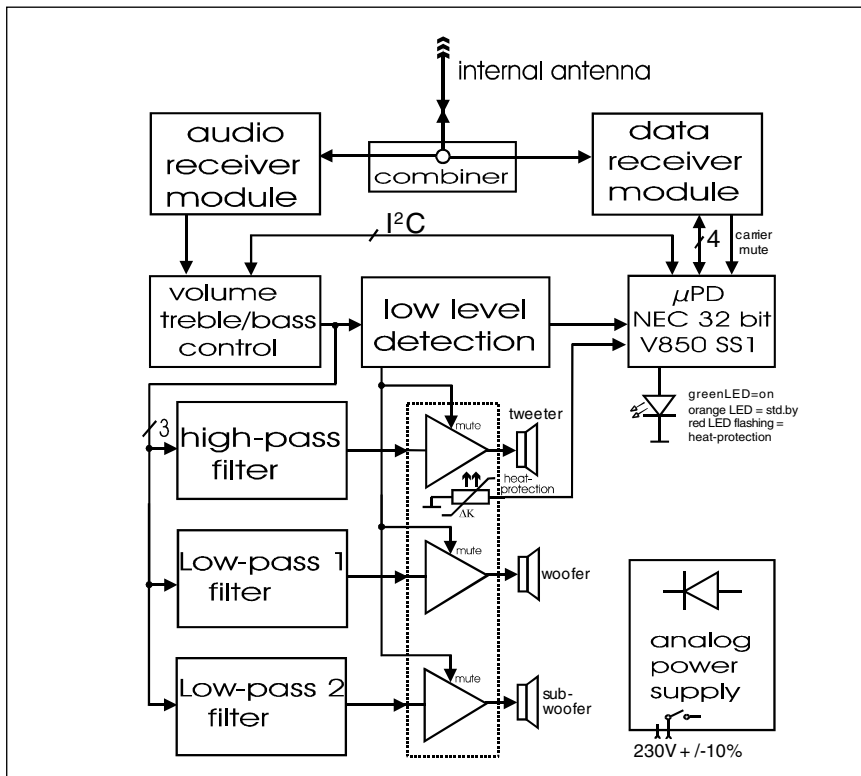 internal antenna
audio
receiver
module
combiner
data
receiver
module
I²C
4
carrier
mute
volume
treble/bass
control
low level
detection
µPD
NEC 32 bit
V850 SS1
greenLED=on
orange LED = std.by
red LED flashing =
heat-protection
3
high-pass
filter
mute
tweeter
heat-
protection
ΔK
Low-pass 1
filter
mute
woofer
Low-pass 2
filter
mute
sub-
woofer
analog
power
supply
230V + /-10%